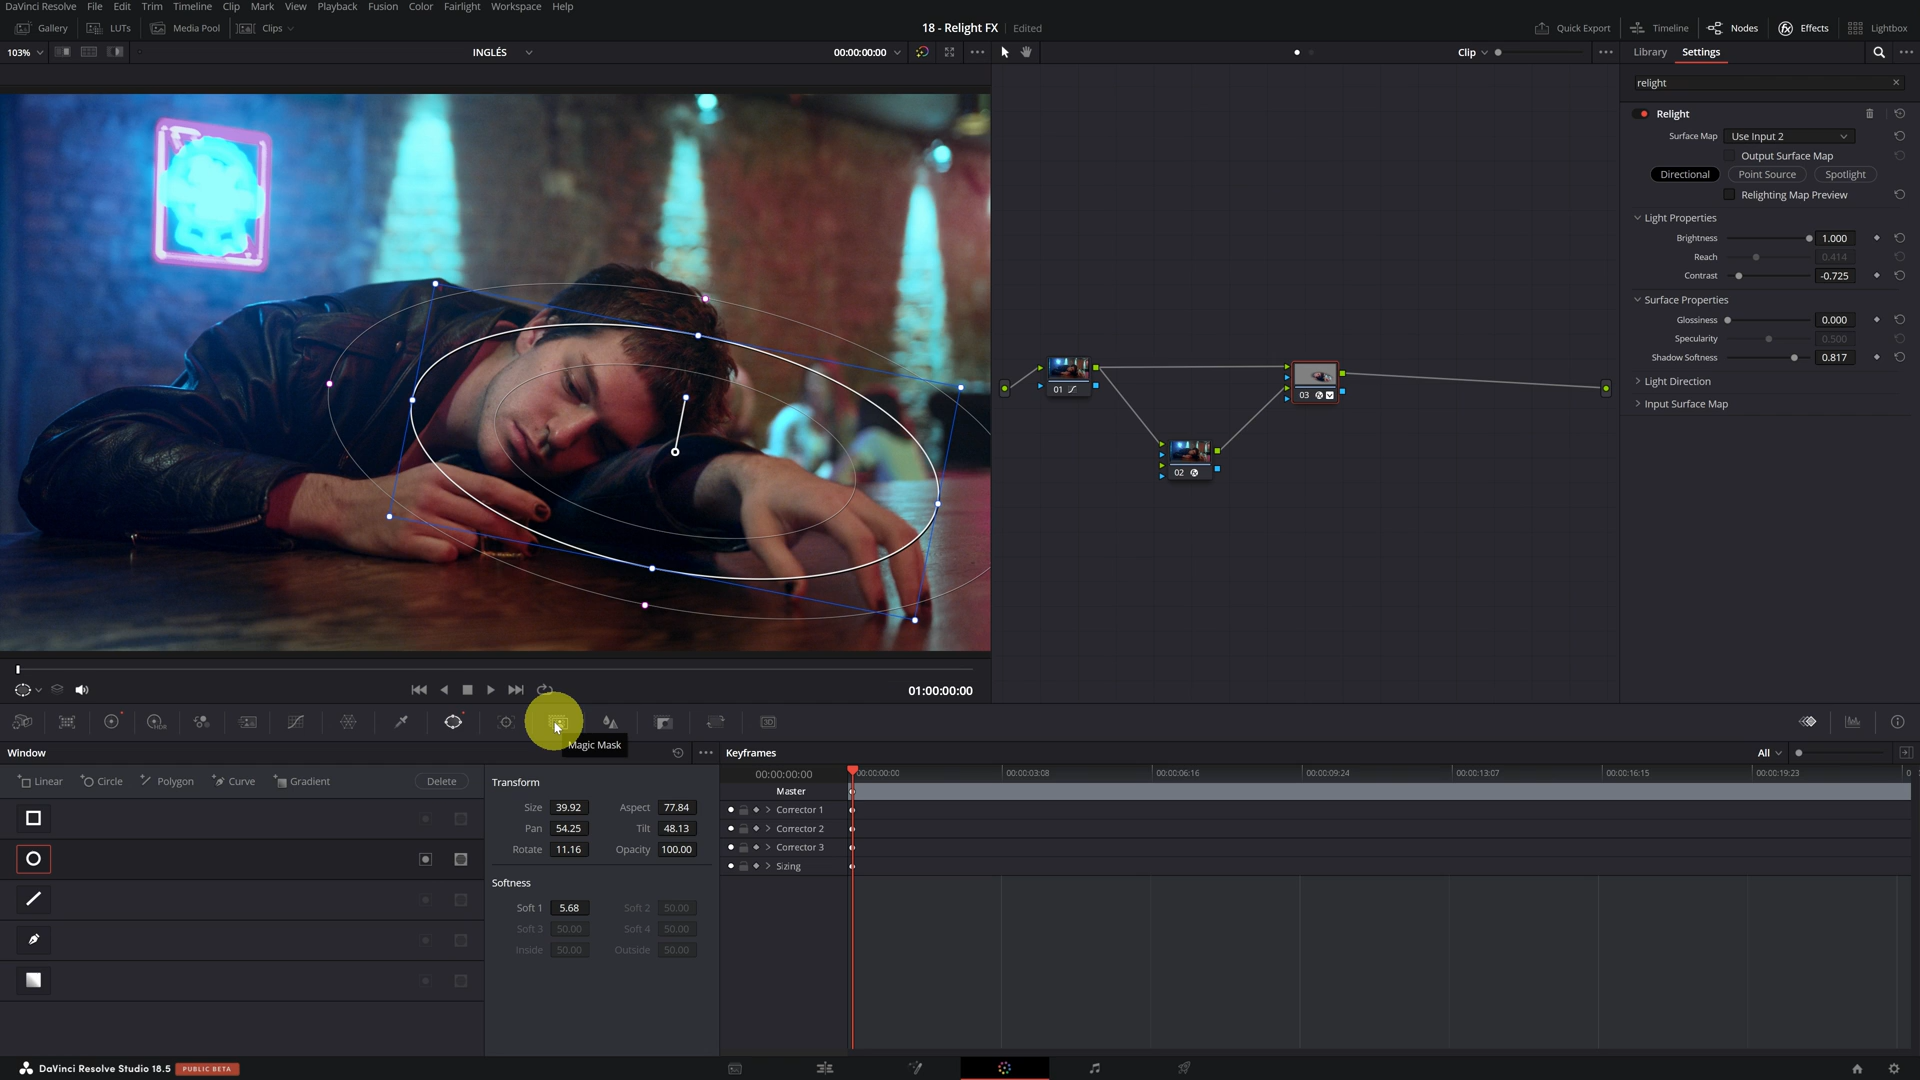 DaVinci Resolve File Edit Trim Timeline Clip Mark View Playback Fusion Color Fairlight Workspace Help
Gallery LUTs Media Pool Clips 18 - Relight FX Edited Quick Export Timeline Nodes Effects Lightbox
103% INGLÉS 00:00:00:00 Clip Library Settings
relight
Relight
Surface Map Use Input 2
Output Surface Map
Directional Point Source Spotlight
Relighting Map Preview
Light Properties
Brightness 1.000
Reach 0.414
Contrast -0.725
Surface Properties
Glossiness 0.000
Specularity 0.500
Shadow Softness 0.817
Light Direction
Input Surface Map
01
03
02
01:00:00:00
HDR
3D
Magic Mask
Window
Linear Circle Polygon Curve Gradient Delete
Transform
Size 39.92 Aspect 77.84
Pan 54.25 Tilt 48.13
Rotate 11.16 Opacity 100.00
Softness
Soft 1 5.68 Soft 2 50.00
Soft 3 50.00 Soft 4 50.00
Inside 50.00 Outside 50.00
Keyframes All
00:00:00:00 00:00:00:00 00:00:03:08 00:00:06:16 00:00:09:24 00:00:13:07 00:00:16:15 00:00:19:23 0
Master
Corrector 1
Corrector 2
Corrector 3
Sizing
DaVinci Resolve Studio 18.5 PUBLIC BETA